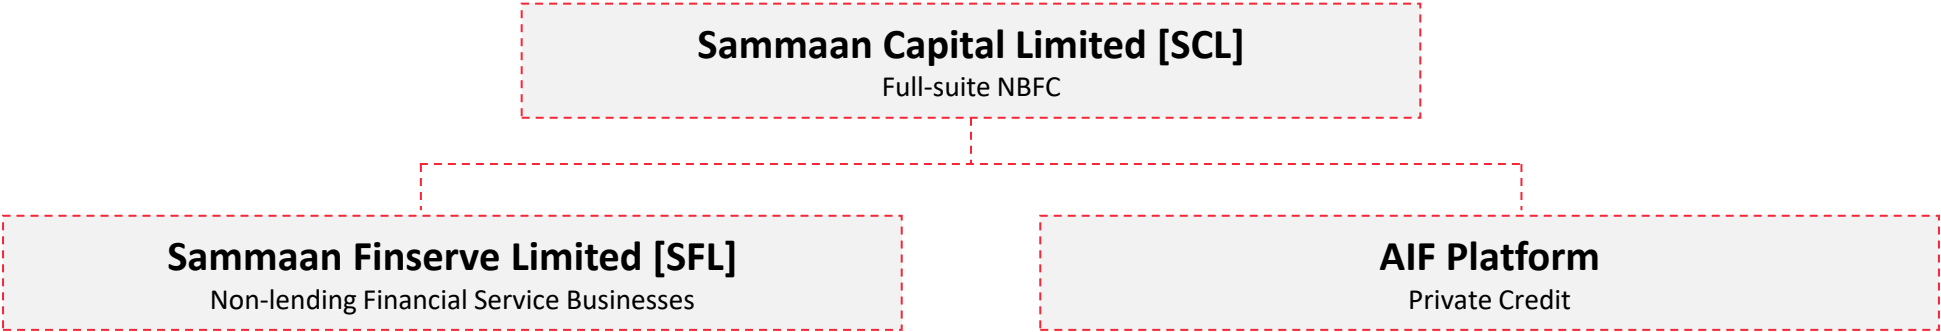 Sammaan Capital Limited [SCL]
Full-suite NBFC
Sammaan Finserve Limited [SFL]
Non-lending Financial Service Businesses
AIF Platform
Private Credit